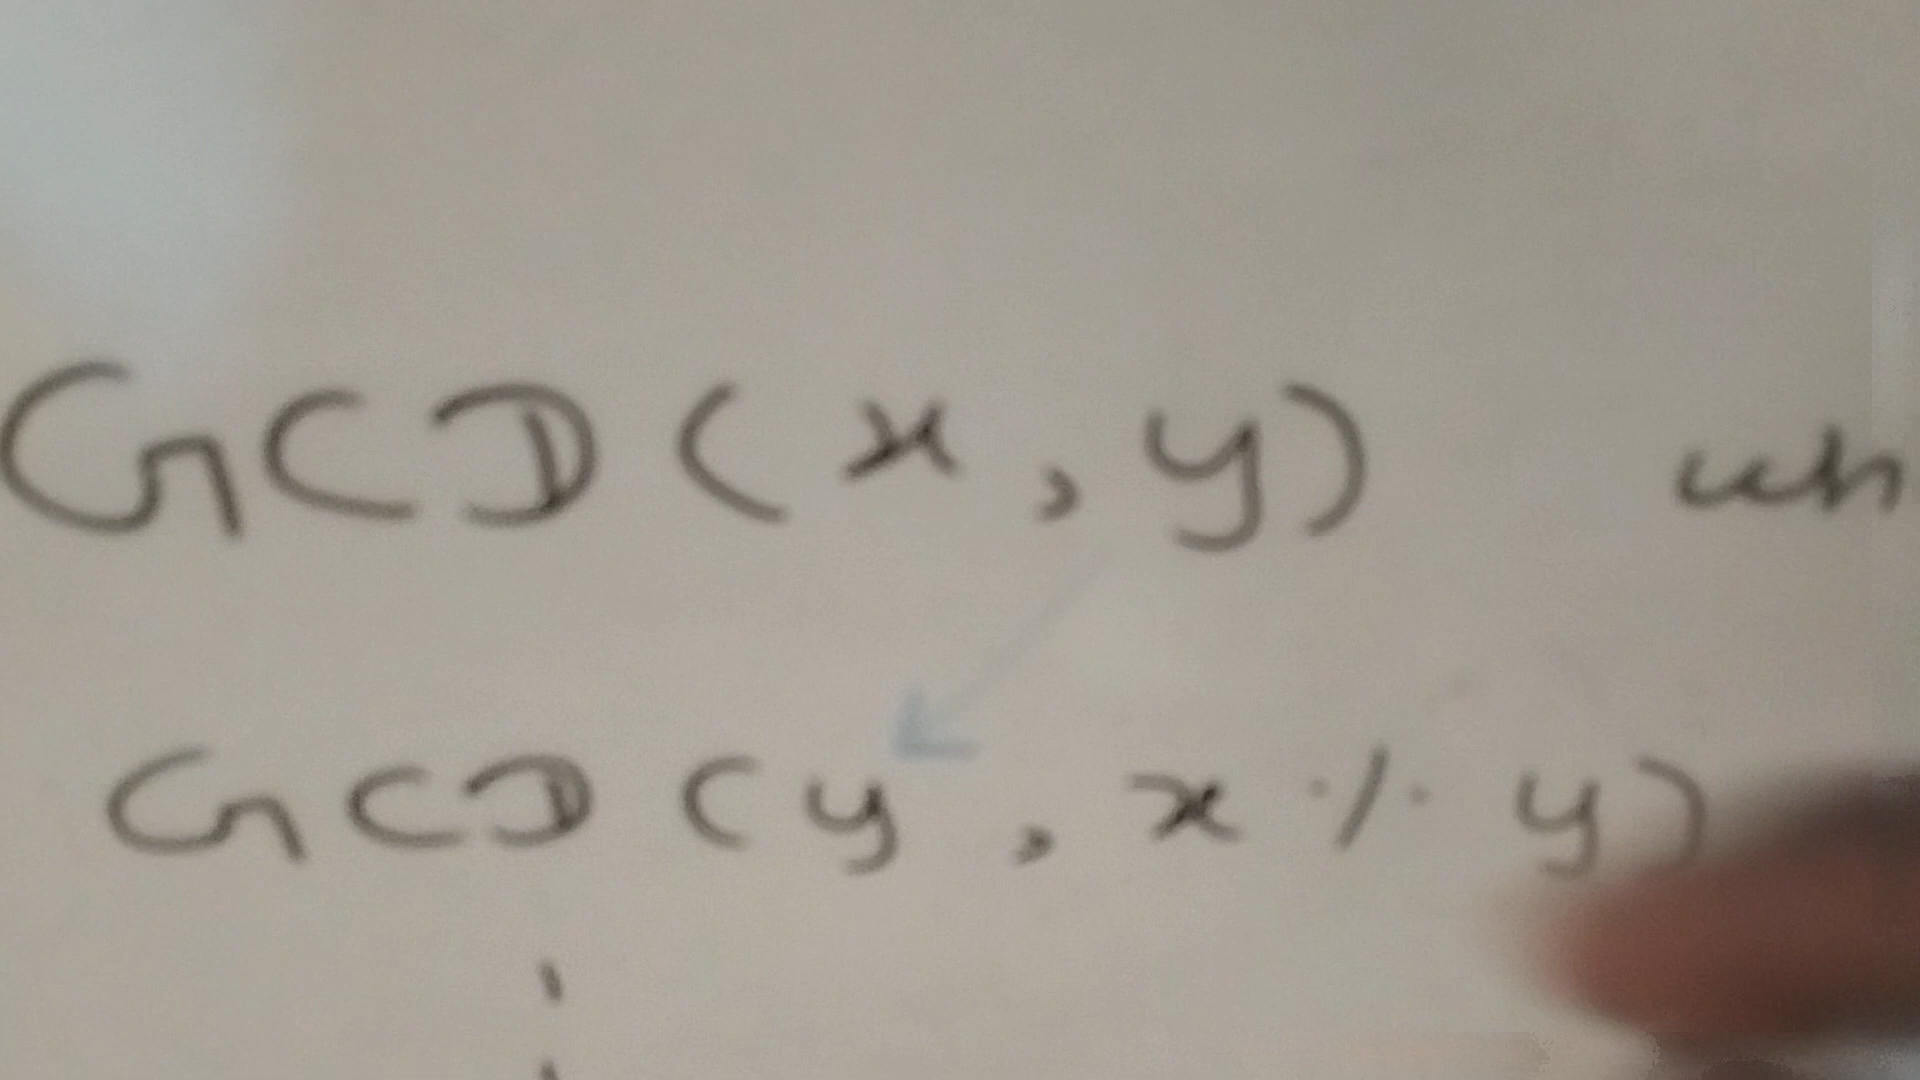 GCD (x, y)
GCD (y, x % y)